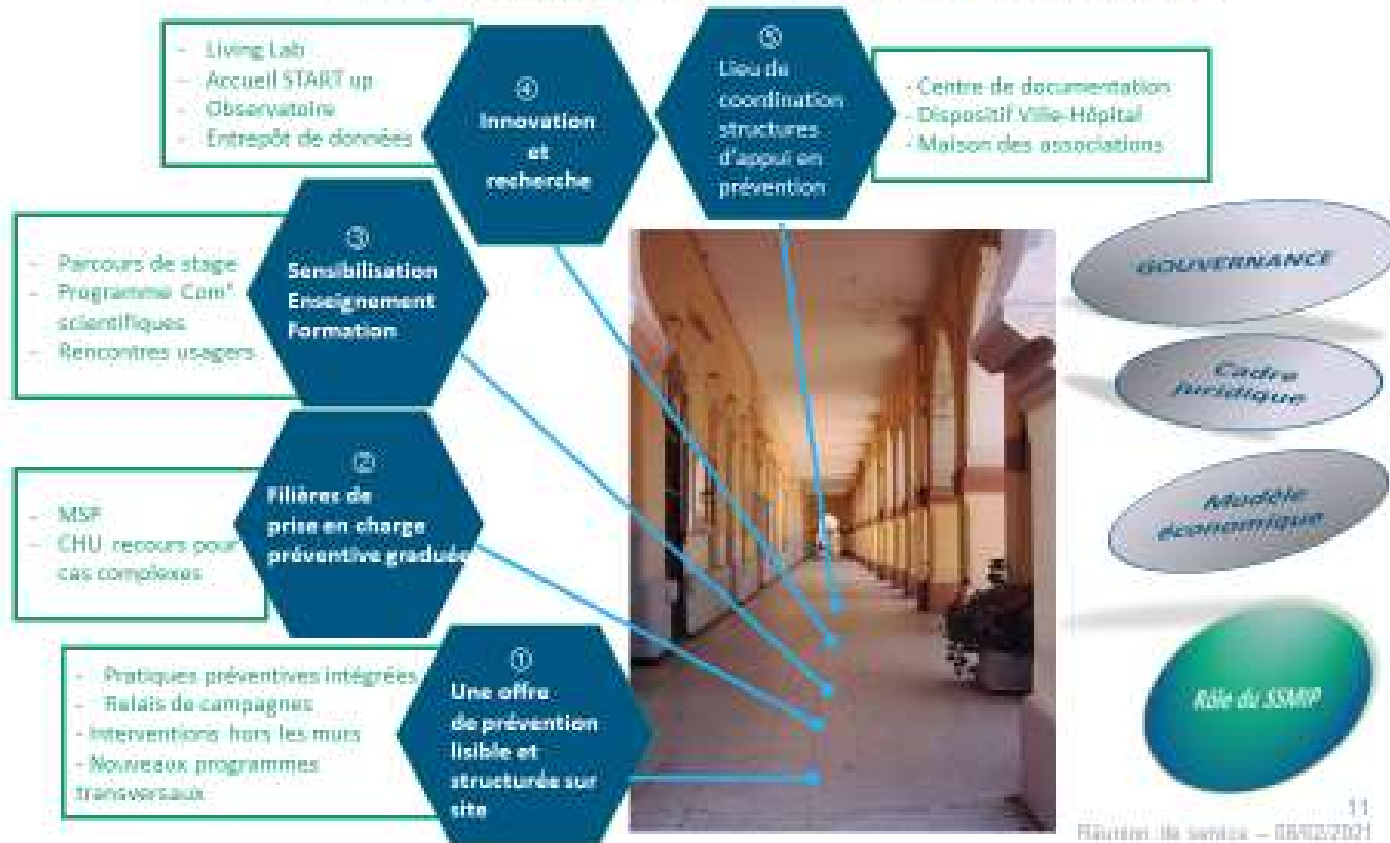 - Living Lab
- Accueil START up
- Observatoire
- Entrepôt de données
④
Innovation
et
recherche
⑤
Lieu de
coordination
structures
d'appui en
prévention
- Centre de documentation
- Dispositif Ville-Hôpital
- Maison des associations
- Parcours de stage
- Programme Com°
scientifiques
- Rencontres usagers
③
Sensibilisation
Enseignement
Formation
- MSP
- CHU recours pour
cas complexes
②
Filières de
prise en charge
préventive graduée
- Pratiques préventives intégrées
- Relais de campagnes
- Interventions hors les murs
- Nouveaux programmes
transversaux
①
Une offre
de prévention
lisible et
structurée sur
site
GOUVERNANCE
Cadre
juridique
Modèle
économique
Rôle du SSMIP
11
Réunion de service –